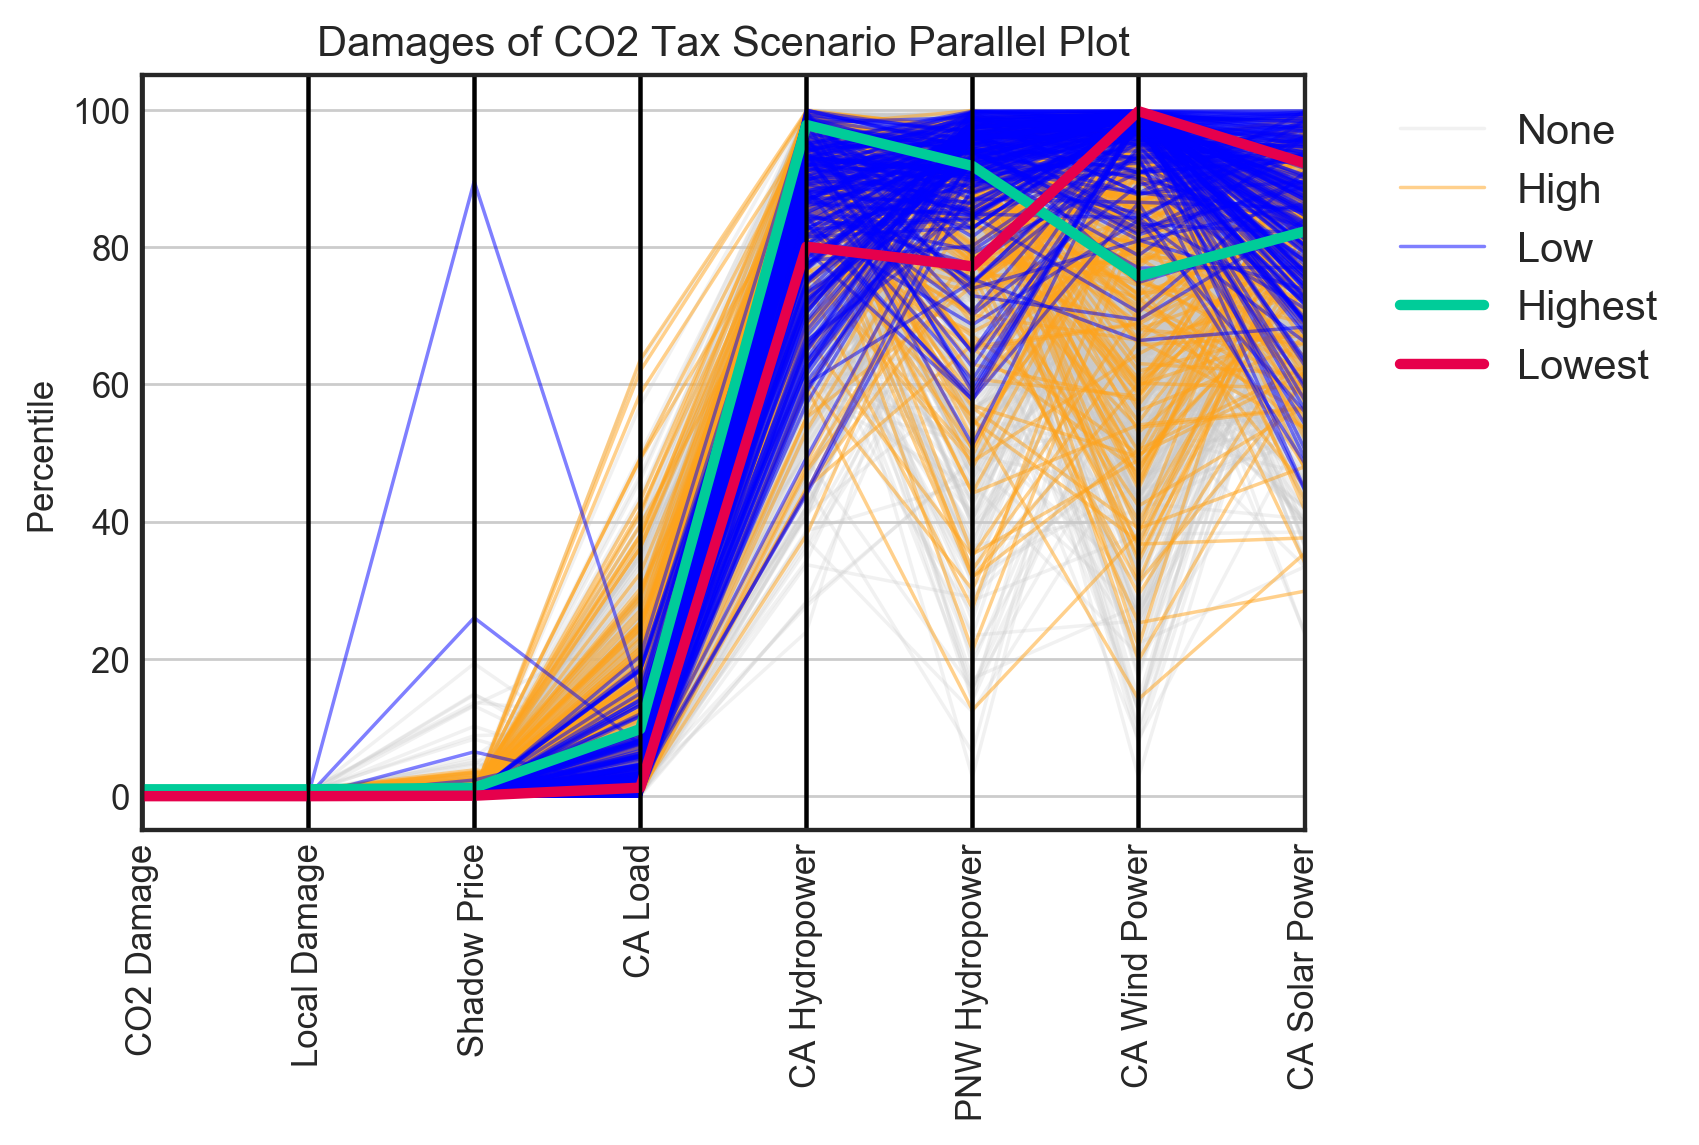 Damages of CO2 Tax Scenario Parallel Plot
100
80
60
40
20
0
Percentile
CO2 Damage
Local Damage
Shadow Price
CA Load
CA Hydropower
PNW Hydropower
CA Wind Power
CA Solar Power
None
High
Low
Highest
Lowest